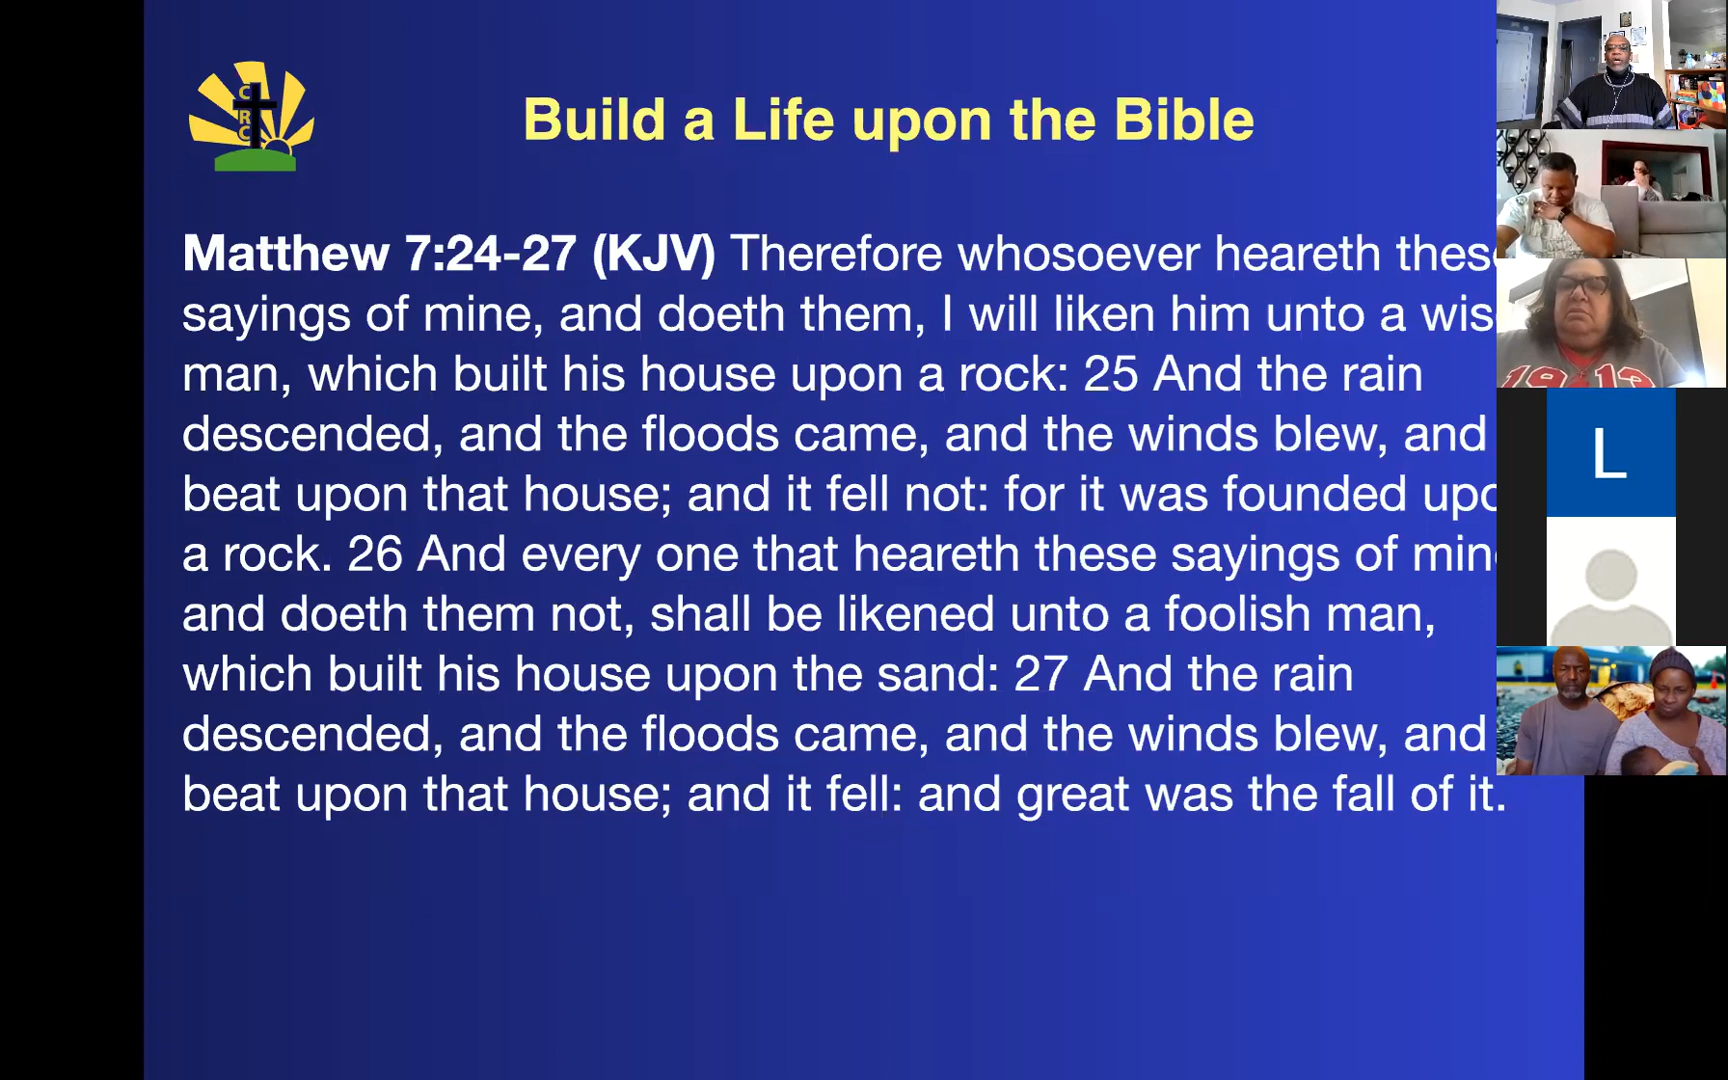 CRC
Build a Life upon the Bible
Matthew 7:24-27 (KJV) Therefore whosoever heareth these
sayings of mine, and doeth them, I will liken him unto a wis
man, which built his house upon a rock: 25 And the rain
descended, and the floods came, and the winds blew, and
beat upon that house; and it fell not: for it was founded upo
a rock. 26 And every one that heareth these sayings of min
and doeth them not, shall be likened unto a foolish man,
which built his house upon the sand: 27 And the rain
descended, and the floods came, and the winds blew, and
beat upon that house; and it fell: and great was the fall of it.
1913
L